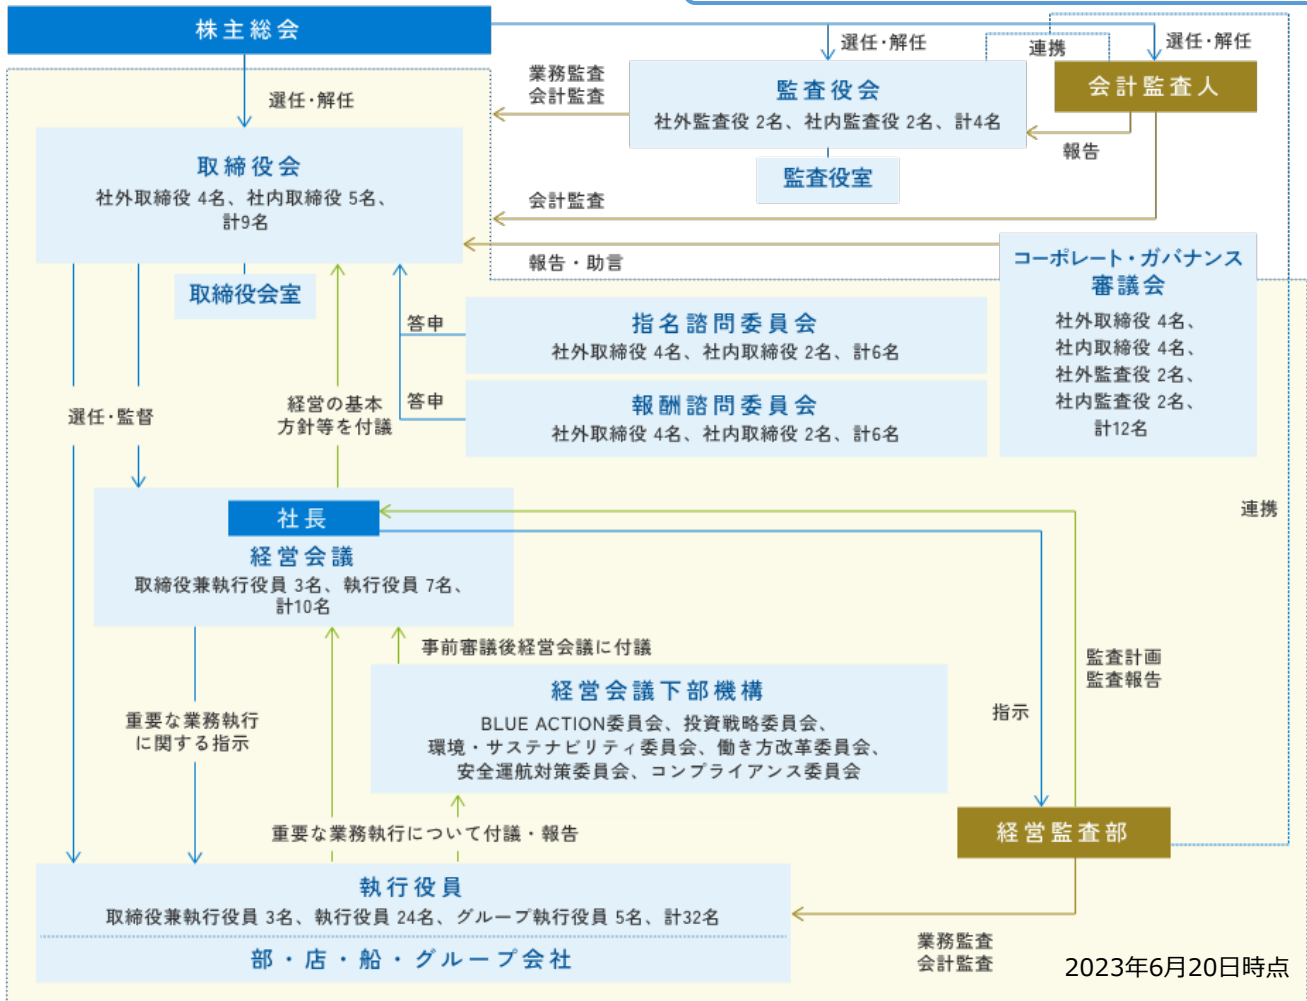 株主総会
選任・解任
選任・解任
連携
選任・解任
業務監査
会計監査
監査役会
社外監査役 2名、社内監査役 2名、計4名
会計監査人
報告
監査役室
取締役会
社外取締役 4名、社内取締役 5名、
計9名
会計監査
報告・助言
取締役会室
コーポレート・ガバナンス
審議会
社外取締役 4名、
社内取締役 4名、
社外監査役 2名、
社内監査役 2名、
計12名
答申
指名諮問委員会
社外取締役 4名、社内取締役 2名、計6名
答申
報酬諮問委員会
社外取締役 4名、社内取締役 2名、計6名
選任・監督
経営の基本
方針等を付議
連携
社長
経営会議
取締役兼執行役員 3名、執行役員 7名、
計10名
事前審議後経営会議に付議
監査計画
監査報告
経営会議下部機構
BLUE ACTION委員会、投資戦略委員会、
環境・サステナビリティ委員会、働き方改革委員会、
安全運航対策委員会、コンプライアンス委員会
指示
重要な業務執行
に関する指示
重要な業務執行について付議・報告
経営監査部
執行役員
取締役兼執行役員 3名、執行役員 24名、グループ執行役員 5名、計32名
部・店・船・グループ会社
業務監査
会計監査
2023年6月20日時点